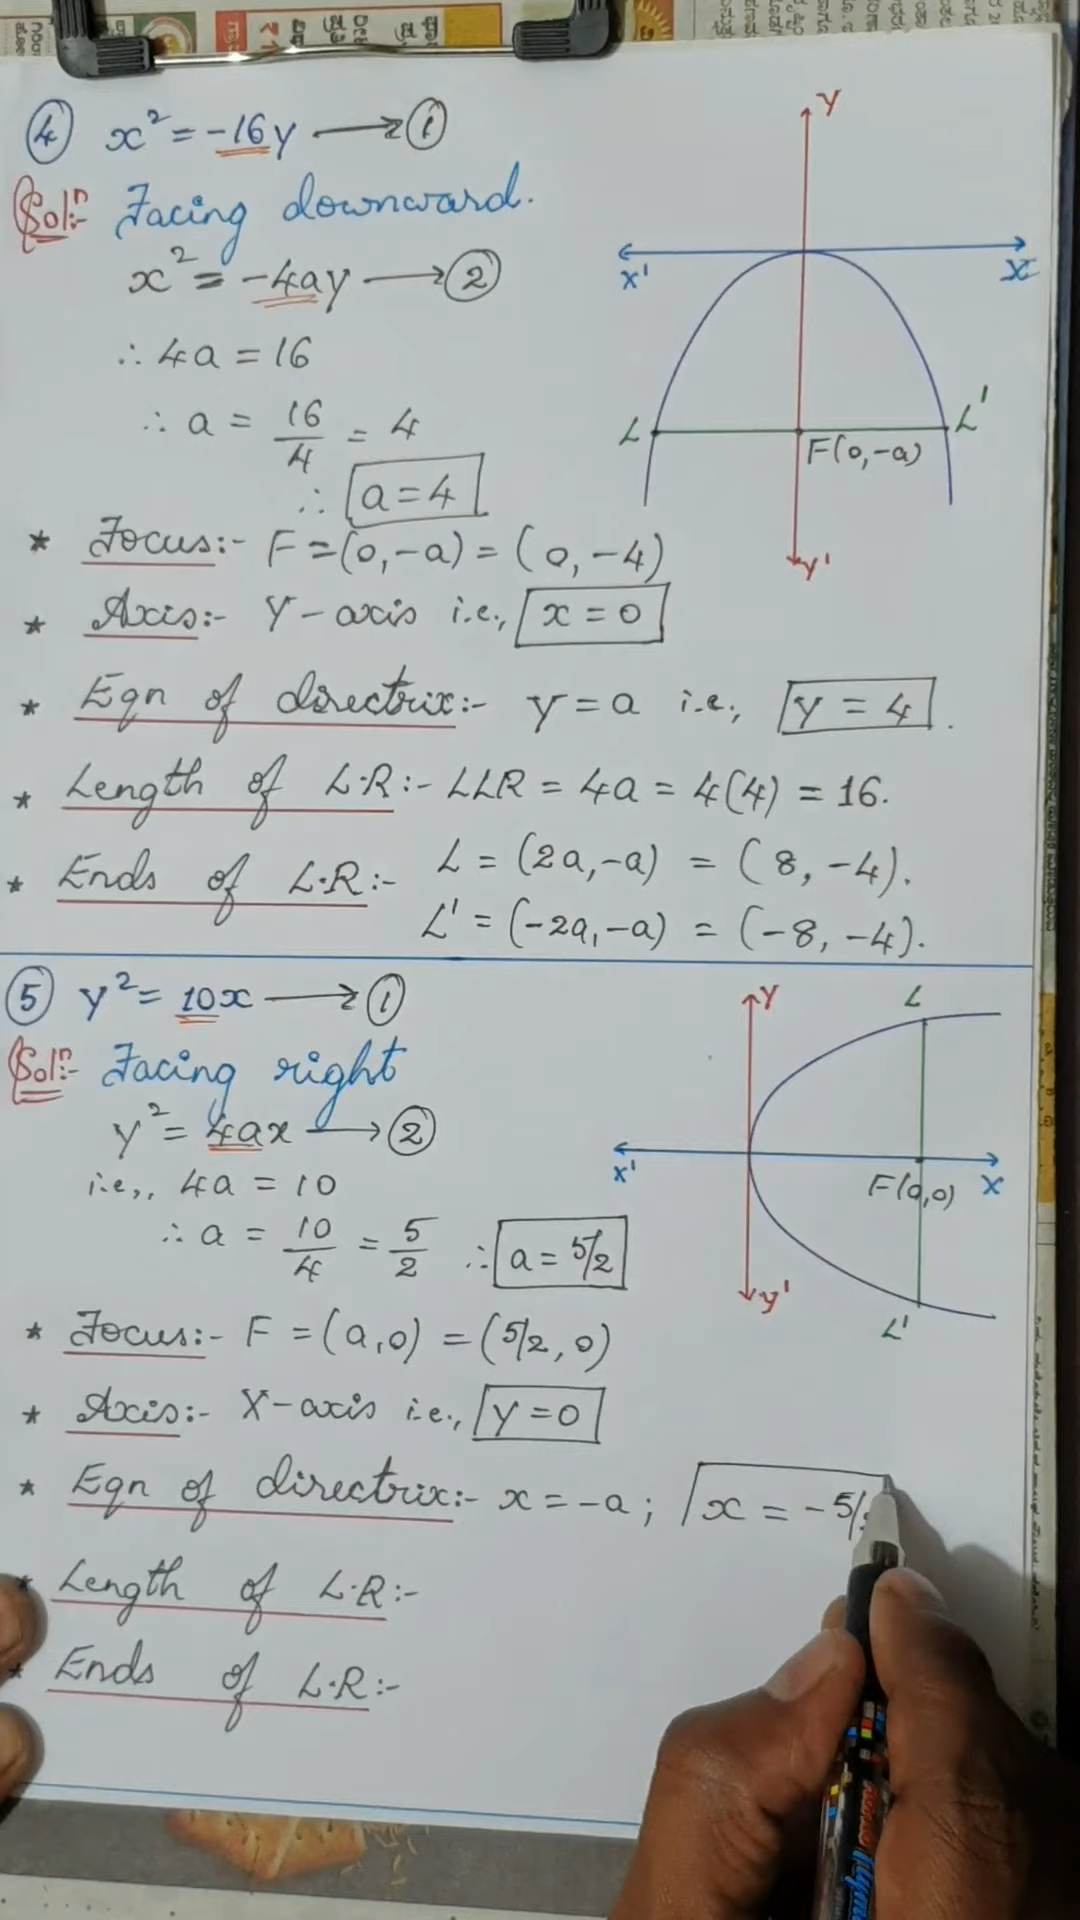 ④ x² = -16y ⟶ ①
Solⁿ:- Facing downward.
x² = -4ay ⟶ ②
∴ 4a = 16
∴ a = 16/4 = 4
∴ a = 4
Y
X'
X
L
L'
F(0,-a)
Y'
* Focus:- F = (0, -a) = (0, -4)
* Axis:- Y-axis i.e., x = 0
* Eqn of directrix:- y = a i.e., y = 4.
* Length of L.R:- LLR = 4a = 4(4) = 16.
* Ends of L.R:- L = (2a, -a) = (8, -4).
L' = (-2a, -a) = (-8, -4).
⑤ y² = 10x ⟶ ①
Solⁿ:- Facing right
y² = 4ax ⟶ ②
i.e., 4a = 10
∴ a = 10/4 = 5/2 ∴ a = 5/2
Y
L
X'
F(a,0)
X
Y'
L'
* Focus:- F = (a,0) = (5/2, 0)
* Axis:- X-axis i.e., y = 0
* Eqn of directrix:- x = -a ; x = -5/
* Length of L.R:-
* Ends of L.R:-